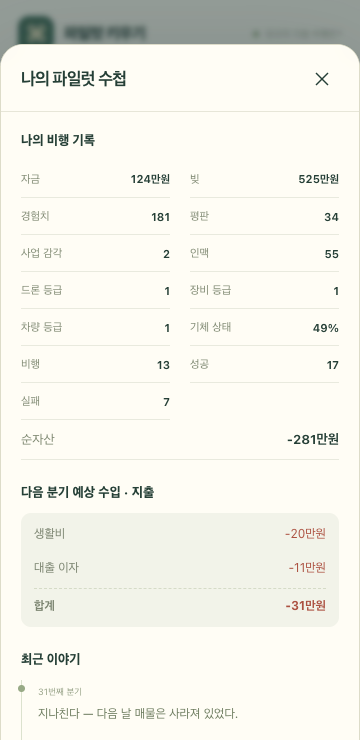 나의 파일럿 수첩
나의 비행 기록
자금 124만원 빚 525만원
경험치 181 평판 34
사업 감각 2 인맥 55
드론 등급 1 장비 등급 1
차량 등급 1 기체 상태 49%
비행 13 성공 17
실패 7
순자산 -281만원
다음 분기 예상 수입 · 지출
생활비 -20만원
대출 이자 -11만원
합계 -31만원
최근 이야기
31번째 분기
지나친다 — 다음 날 매물은 사라져 있었다.